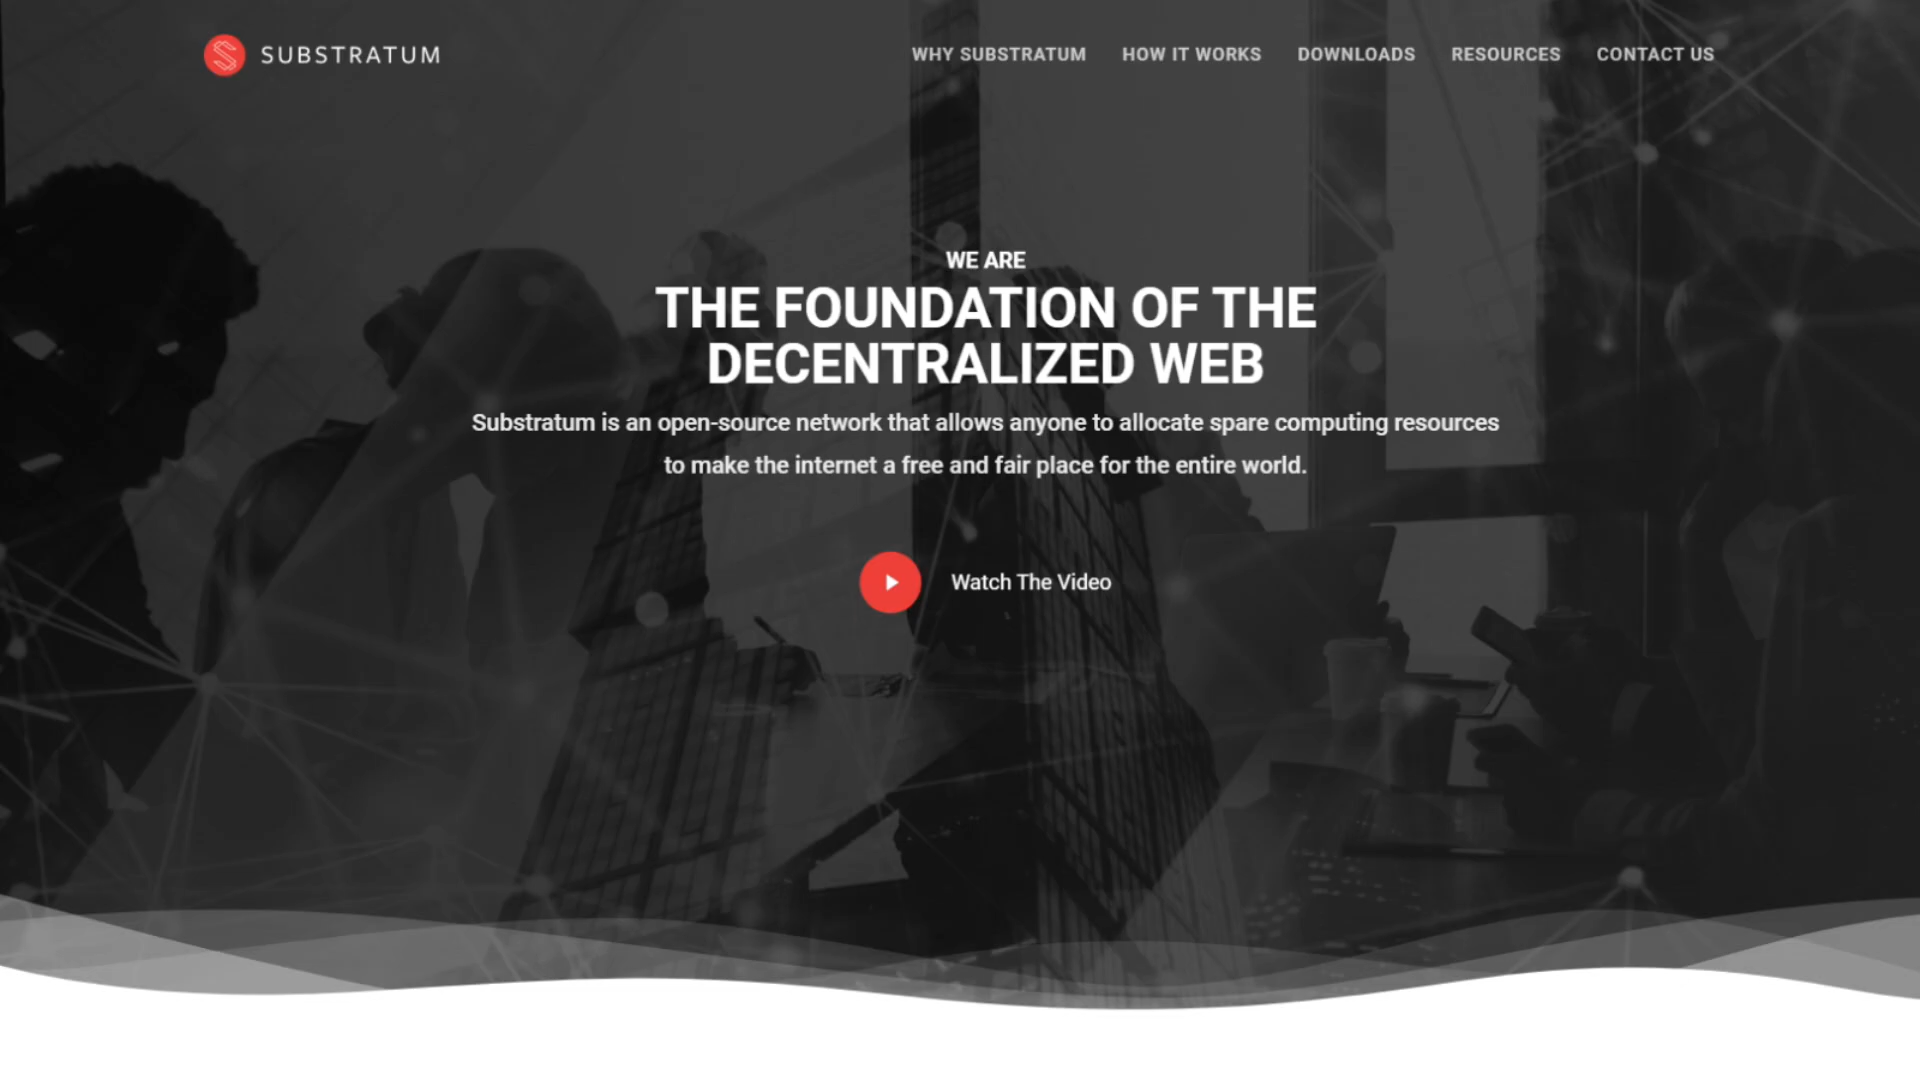 SUBSTRATUM
WHY SUBSTRATUM
HOW IT WORKS
DOWNLOADS
RESOURCES
CONTACT US
WE ARE
THE FOUNDATION OF THE
DECENTRALIZED WEB
Substratum is an open-source network that allows anyone to allocate spare computing resources
to make the internet a free and fair place for the entire world.
Watch The Video